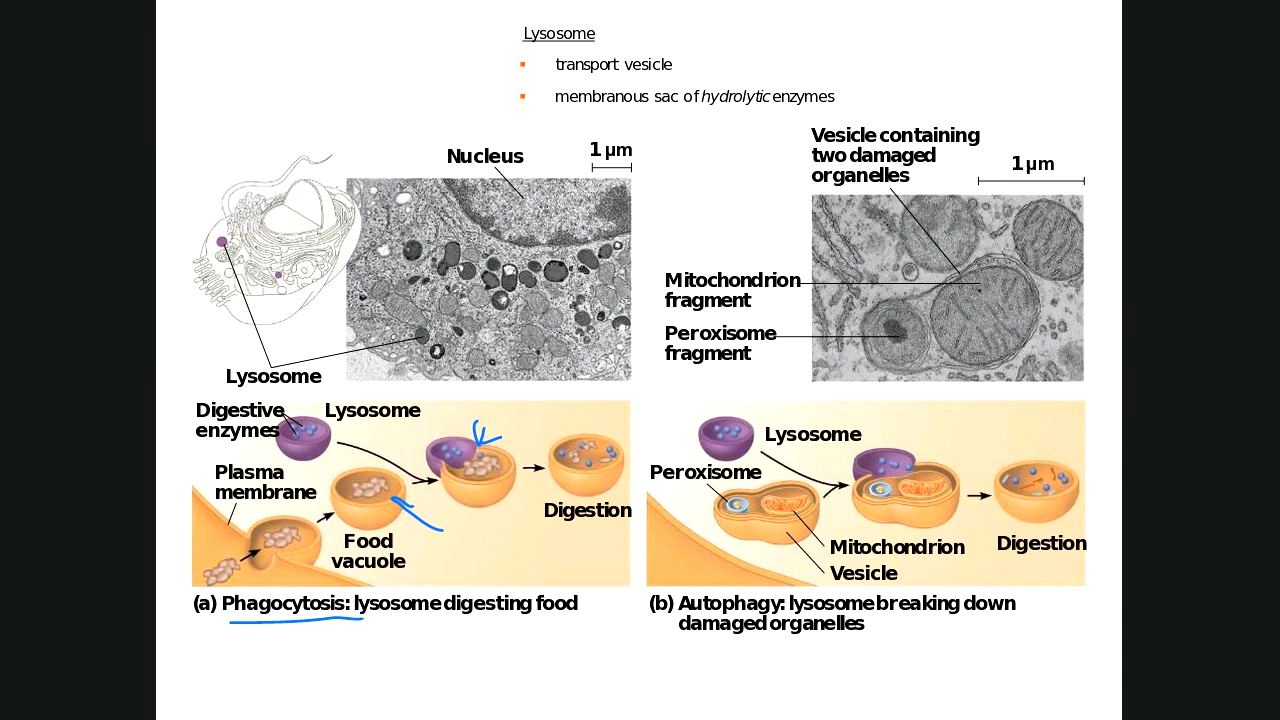 Lysosome
▪ transport vesicle
▪ membranous sac of hydrolytic enzymes
Nucleus
1 µm
Lysosome
Vesicle containing
two damaged
organelles
1 µm
Mitochondrion
fragment
Peroxisome
fragment
Digestive
enzymes
Lysosome
Plasma
membrane
Food
vacuole
Digestion
(a) Phagocytosis: lysosome digesting food
Lysosome
Peroxisome
Mitochondrion
Vesicle
Digestion
(b) Autophagy: lysosome breaking down
damaged organelles